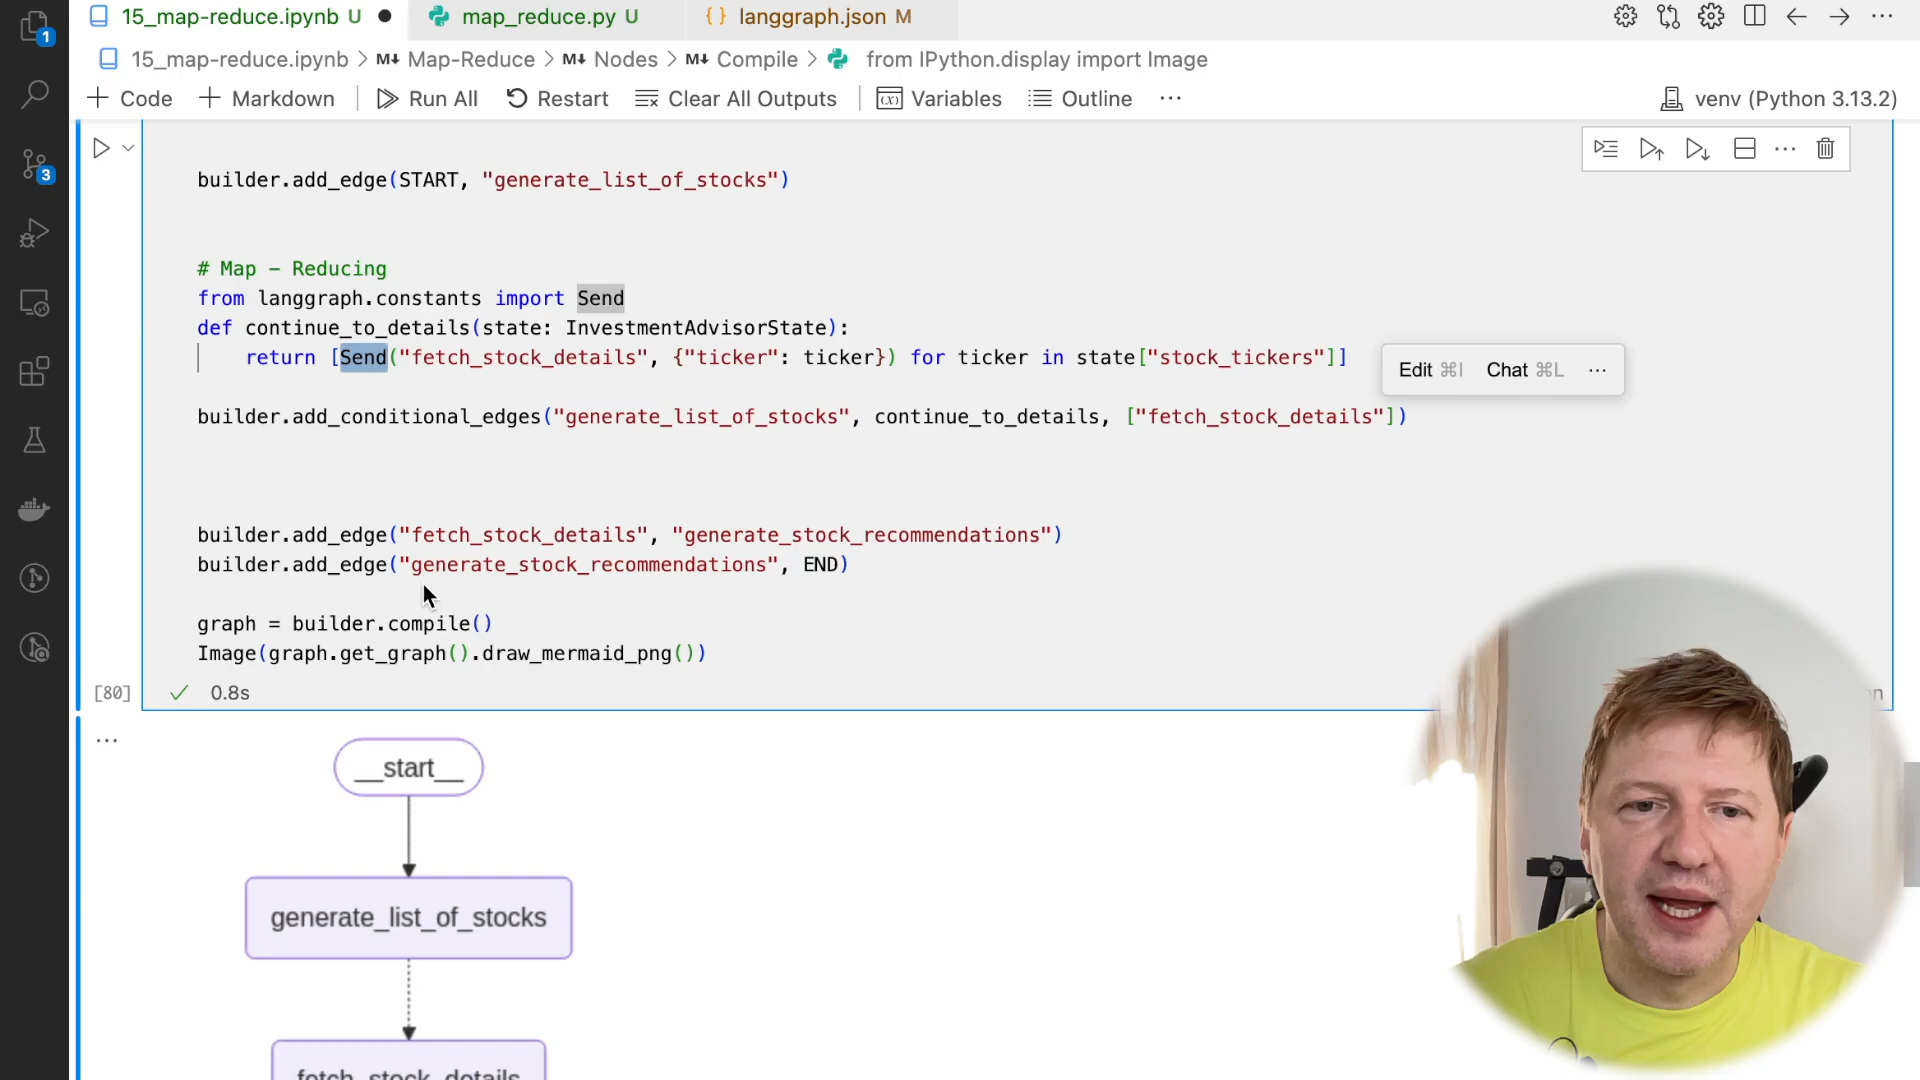 15_map-reduce.ipynb U
map_reduce.py U
langgraph.json M
15_map-reduce.ipynb > M↓ Map-Reduce > M↓ Nodes > M↓ Compile > from IPython.display import Image
Code
Markdown
Run All
Restart
Clear All Outputs
Variables
Outline
venv (Python 3.13.2)
1
3
builder.add_edge(START, "generate_list_of_stocks")
# Map - Reducing
from langgraph.constants import Send
def continue_to_details(state: InvestmentAdvisorState):
return [Send("fetch_stock_details", {"ticker": ticker}) for ticker in state["stock_tickers"]]
Edit ⌘I Chat ⌘L ···
builder.add_conditional_edges("generate_list_of_stocks", continue_to_details, ["fetch_stock_details"])
builder.add_edge("fetch_stock_details", "generate_stock_recommendations")
builder.add_edge("generate_stock_recommendations", END)
graph = builder.compile()
Image(graph.get_graph().draw_mermaid_png())
[80]
0.8s
__start__
generate_list_of_stocks
fetch_stock_details